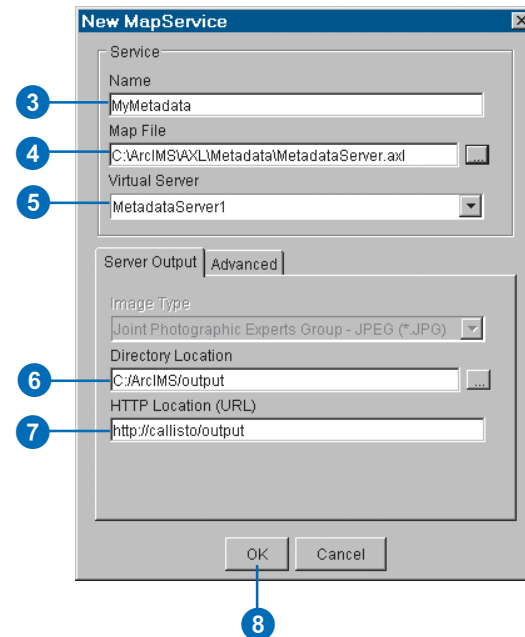 New MapService
Service
Name
3
MyMetadata
Map File
4
C:\ArcIMS\AXL\Metadata\MetadataServer.axl
...
Virtual Server
5
MetadataServer1
Server Output
Advanced
Image Type
Joint Photographic Experts Group - JPEG (*.JPG)
Directory Location
6
C:/ArcIMS/output
...
HTTP Location (URL)
7
http://callisto/output
OK
Cancel
8